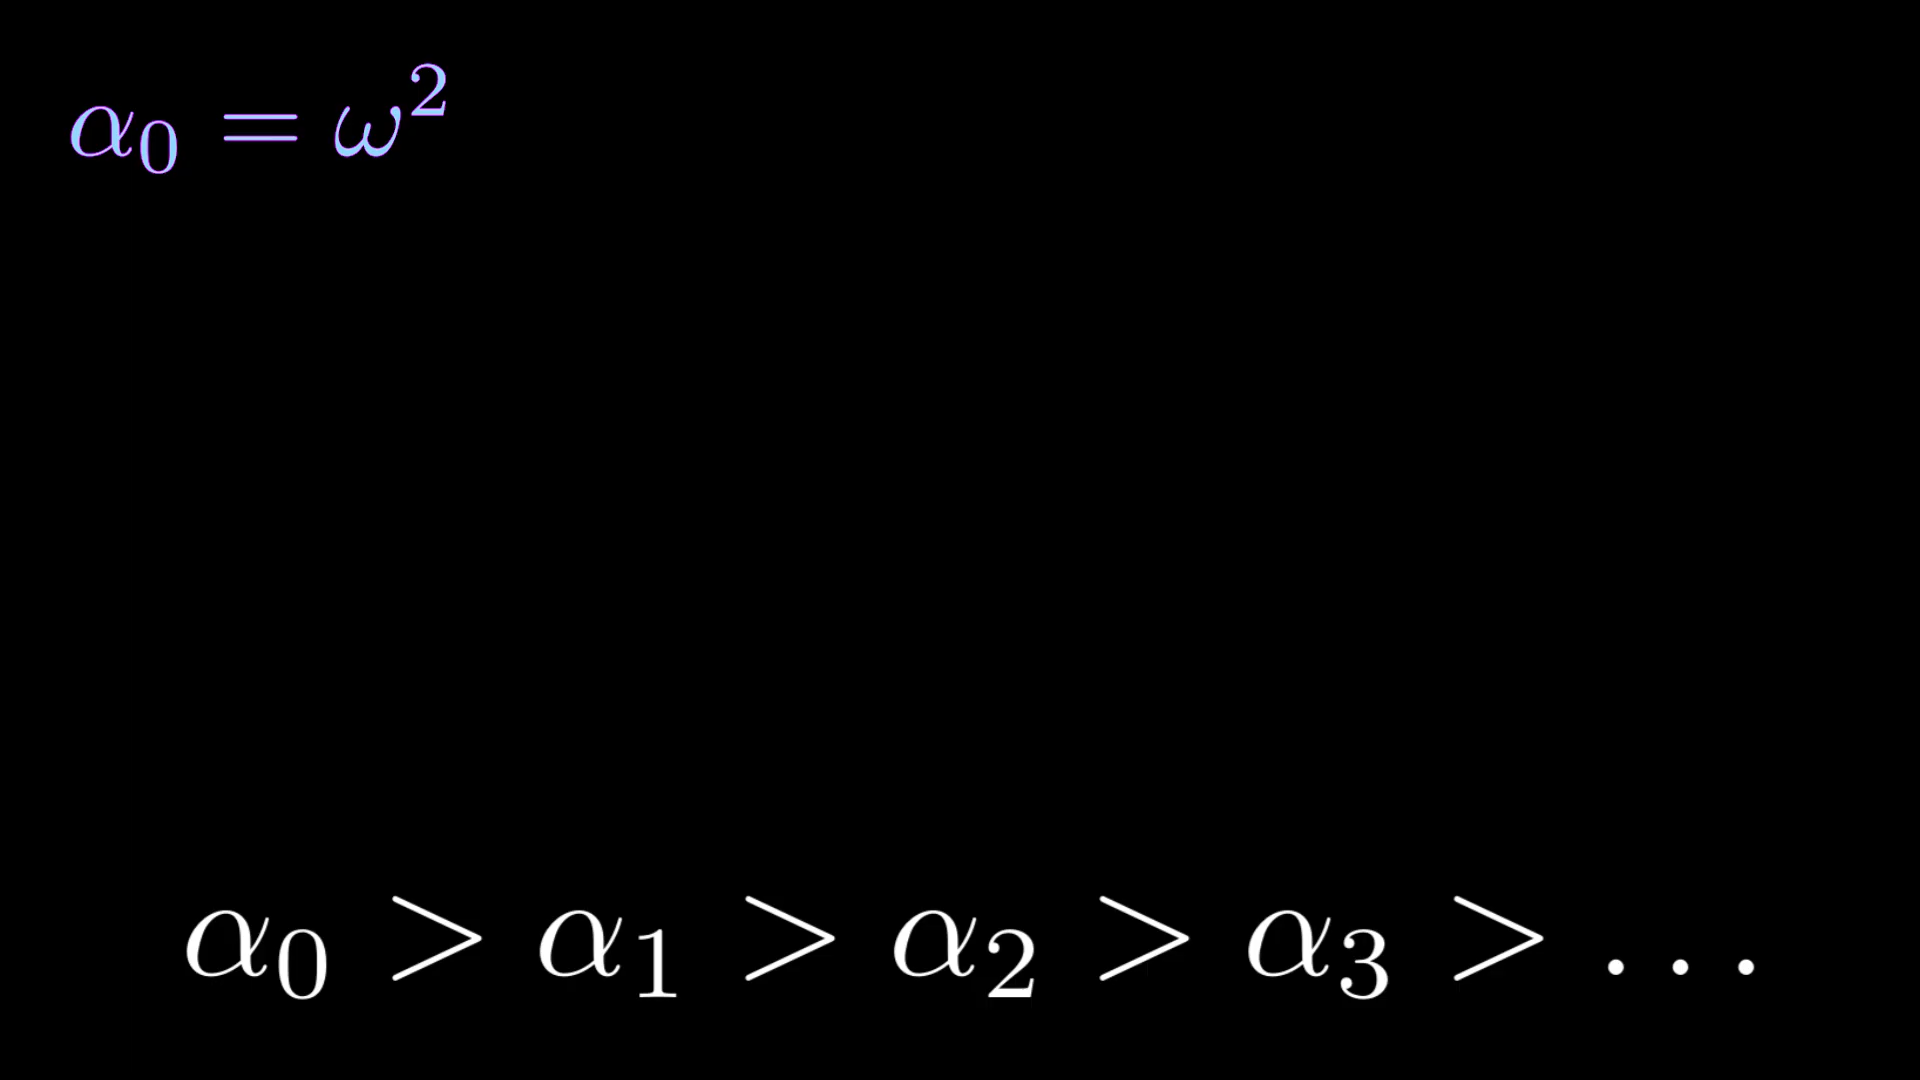 α₀ = ω²
α₀ > α₁ > α₂ > α₃ > ...